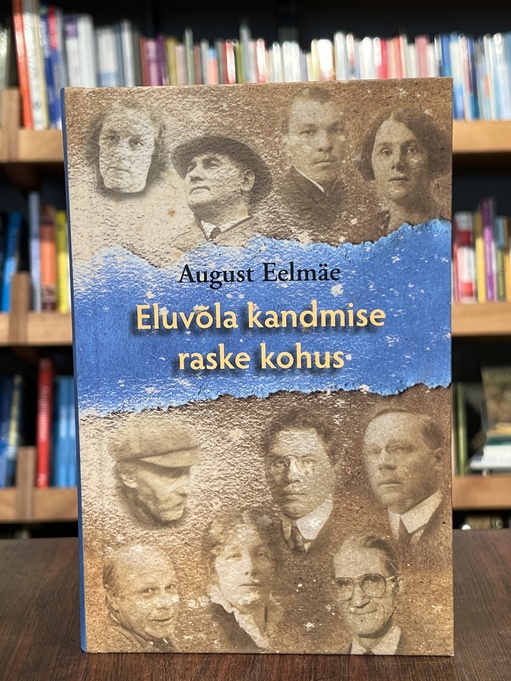 August Eelmäe
Eluvõla kandmise
raske kohus